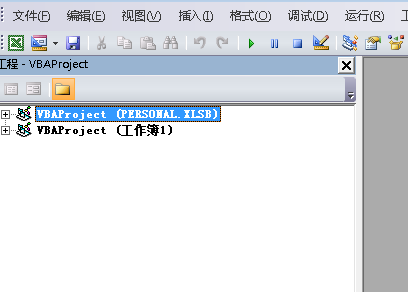 文件(F) 编辑(E) 视图(V) 插入(I) 格式(O) 调试(D) 运行(R)
工程 - VBAProject
VBAProject (PERSONAL.XLSB)
VBAProject (工作簿1)